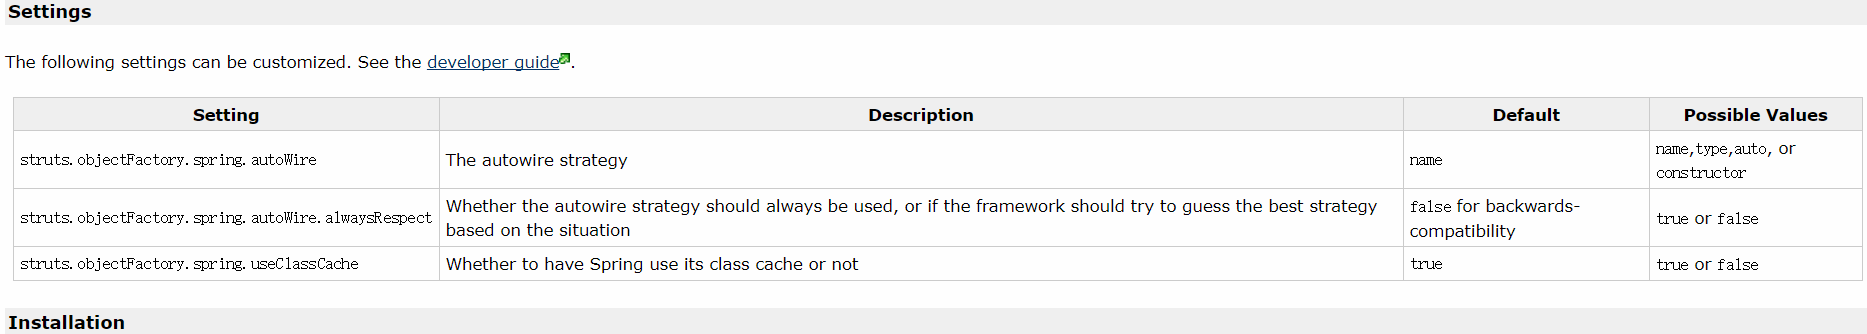 Settings
The following settings can be customized. See the developer guide.
Setting Description Default Possible Values
struts.objectFactory.spring.autoWire The autowire strategy name name,type,auto, or
constructor
struts.objectFactory.spring.autoWire.alwaysRespect Whether the autowire strategy should always be used, or if the framework should try to guess the best strategy
based on the situation
false for backwards-
compatibility
true or false
struts.objectFactory.spring.useClassCache Whether to have Spring use its class cache or not true true or false
Installation